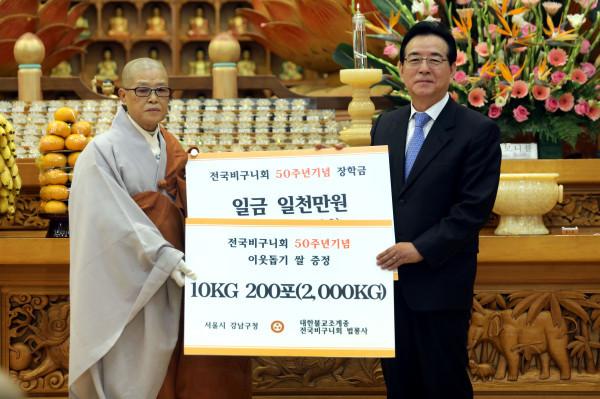 전국비구니회 50주년기념 장학금
일금 일천만원
전국비구니회 50주년기념
이웃돕기 쌀 증정
10KG 200포(2,000KG)
서울시 강남구청
대한불교조계종
전국비구니회 법룡사